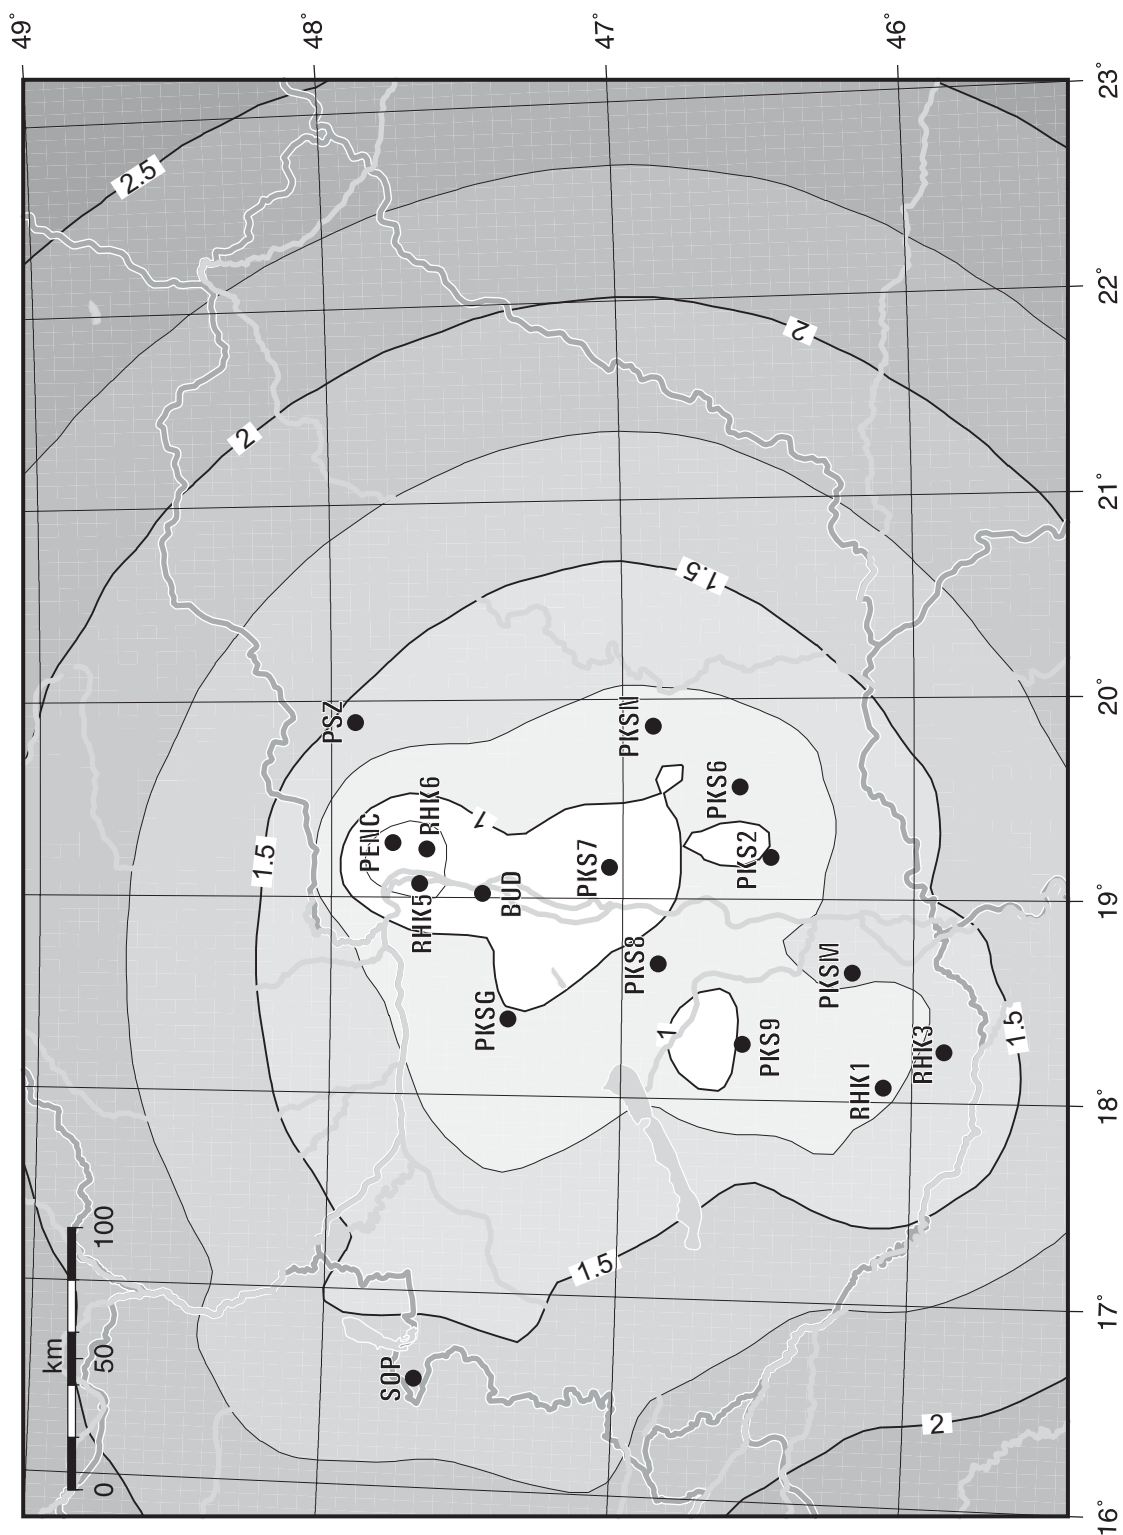 49°
48°
47°
46°
23°
22°
21°
20°
19°
18°
17°
16°
2.5
2
2
1.5
1.5
1
1
1.5
1.5
2
PSZ
PKSN
PENC
RHK6
PKS6
PKS7
PKS2
RHK5
BUD
PKS8
PKSM
PKSG
PKS9
RHK3
RHK1
SOP
km
0
50
100